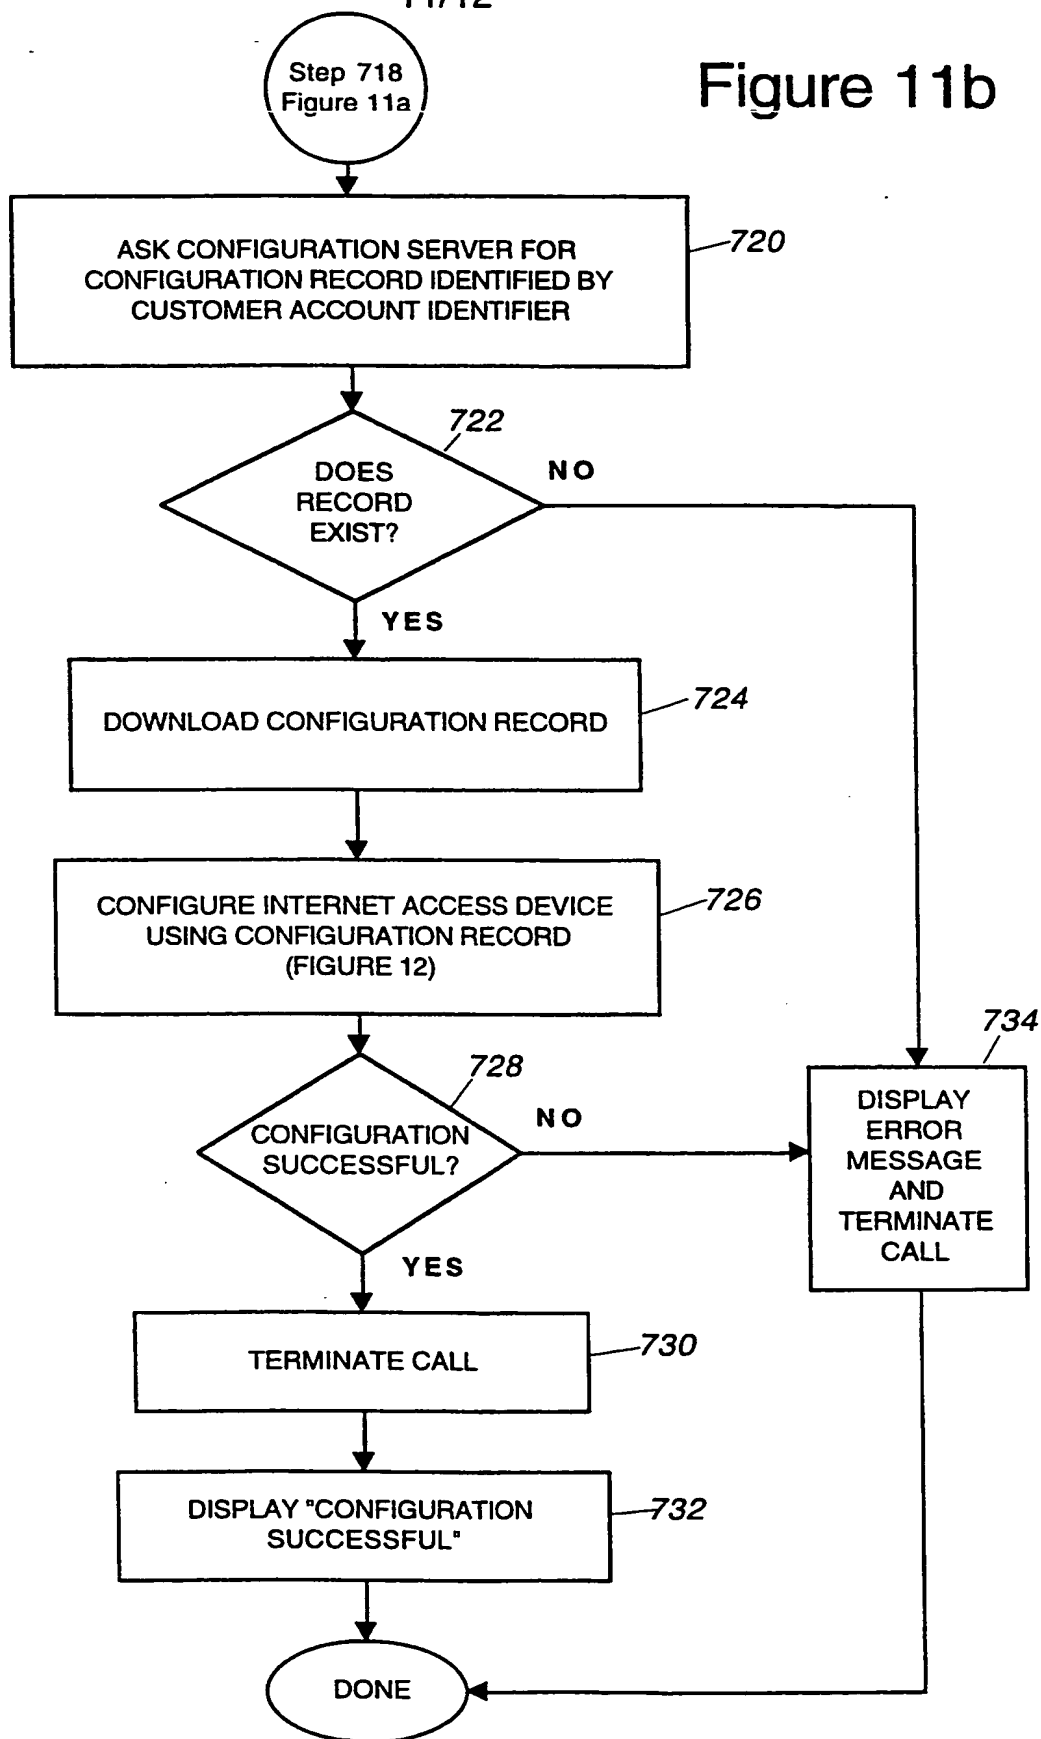 Step 718
Figure 11a
Figure 11b
ASK CONFIGURATION SERVER FOR
CONFIGURATION RECORD IDENTIFIED BY
CUSTOMER ACCOUNT IDENTIFIER
720
722
DOES
RECORD
EXIST?
NO
YES
DOWNLOAD CONFIGURATION RECORD
724
CONFIGURE INTERNET ACCESS DEVICE
USING CONFIGURATION RECORD
(FIGURE 12)
726
728
CONFIGURATION
SUCCESSFUL?
NO
YES
734
DISPLAY
ERROR
MESSAGE
AND
TERMINATE
CALL
TERMINATE CALL
730
DISPLAY "CONFIGURATION
SUCCESSFUL"
732
DONE